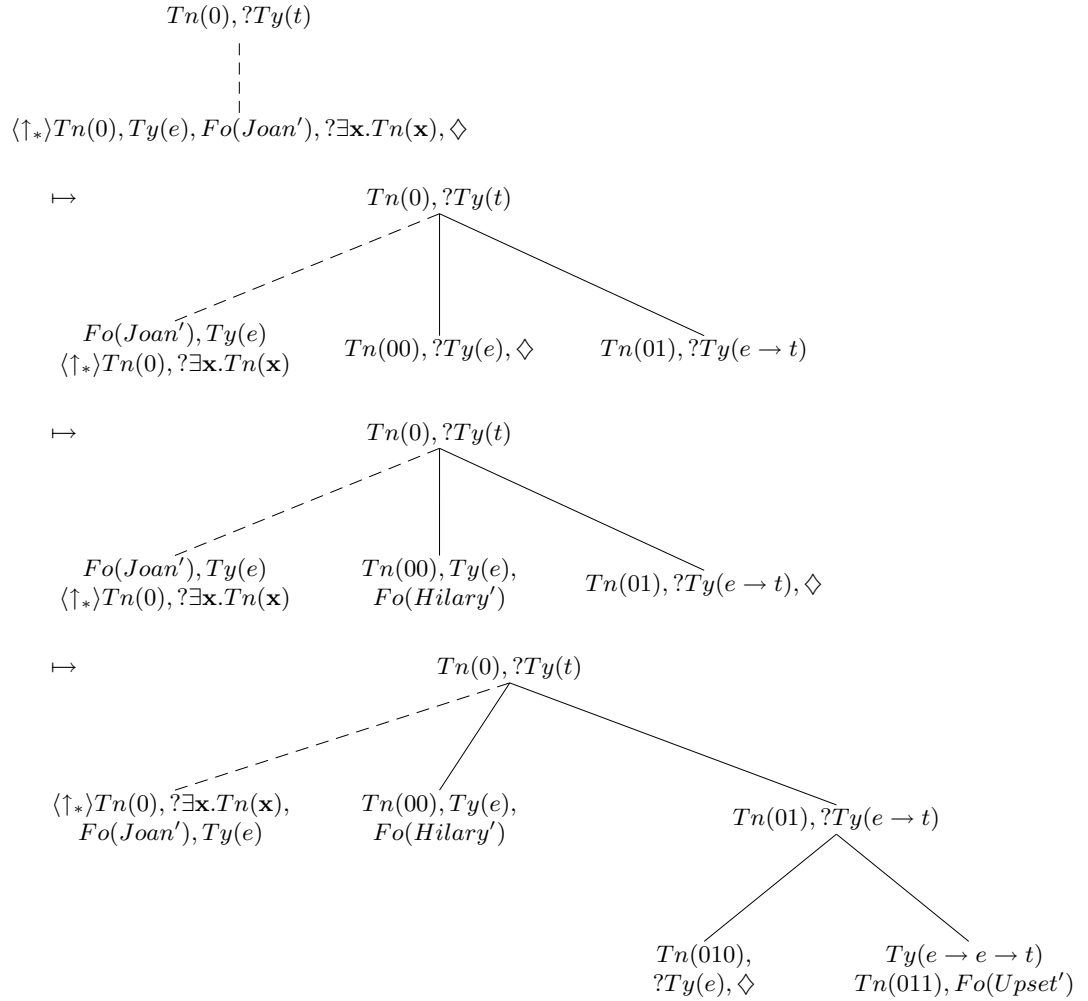 Tn(0), ?Ty(t)
⟨↑∗⟩Tn(0), Ty(e), Fo(Joan′), ?∃𝐱.Tn(𝐱), ♢
↦ Tn(0), ?Ty(t)
Fo(Joan′), Ty(e)
⟨↑∗⟩Tn(0), ?∃𝐱.Tn(𝐱)
Tn(00), ?Ty(e), ♢
Tn(01), ?Ty(e → t)
↦ Tn(0), ?Ty(t)
Fo(Joan′), Ty(e)
⟨↑∗⟩Tn(0), ?∃𝐱.Tn(𝐱)
Tn(00), Ty(e),
Fo(Hilary′)
Tn(01), ?Ty(e → t), ♢
↦ Tn(0), ?Ty(t)
⟨↑∗⟩Tn(0), ?∃𝐱.Tn(𝐱),
Fo(Joan′), Ty(e)
Tn(00), Ty(e),
Fo(Hilary′)
Tn(01), ?Ty(e → t)
Tn(010),
?Ty(e), ♢
Ty(e → e → t)
Tn(011), Fo(Upset′)